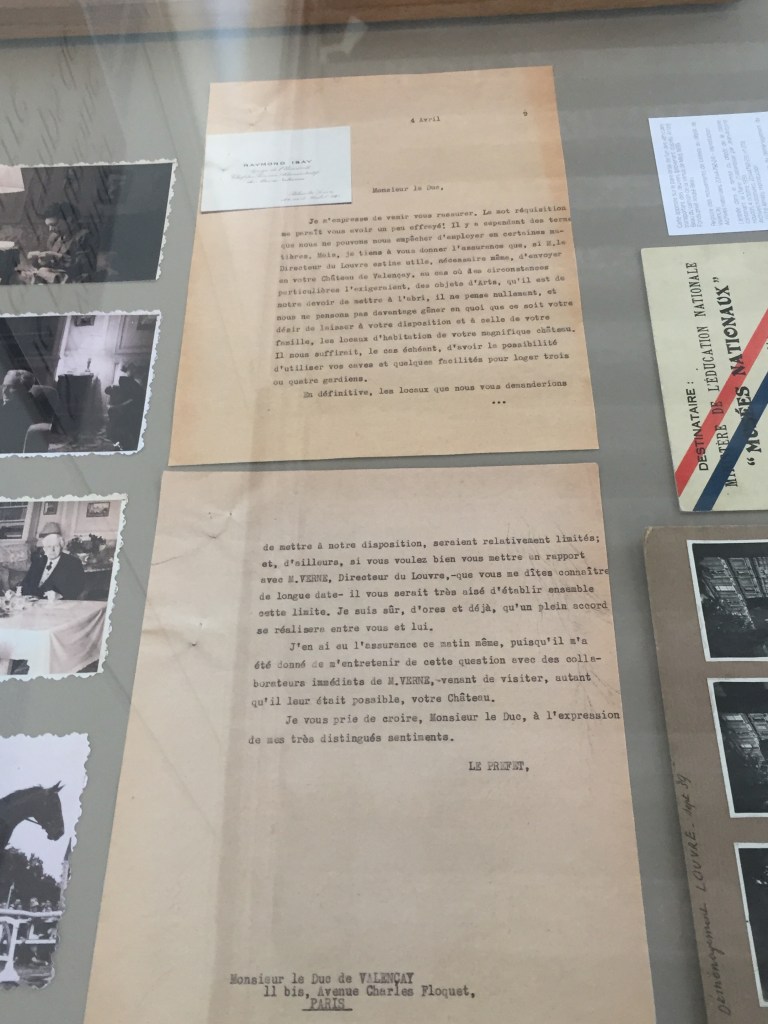 4 Avril 9
RAYMOND ISAY
Monsieur le Duc,
Je m'empresse de venir vous rassurer. Le mot réquisition
me paraît vous avoir un peu effrayé! Il y a cependant des terms
que nous ne pouvons nous empêcher d'employer en certaines ma-
tières. Mais, je tiens à vous donner l'assurance que, si M.le
Directeur du Louvre estime utile, nécessaire même, d'envoyer
en votre Château de Valençay, au cas où des circonstances
particulières l'exigeraient, des objets d'Arts, qu'il est de
notre devoir de mettre à l'abri, il ne pense nullement, et
nous ne pensons pas davantage gêner en quoi que ce soit votre
désir de laisser à votre disposition et à celle de votre
famille, les locaux d'habitation de votre magnifique château.
Il nous suffirait, le cas échéant, d'avoir la possibilité
d'utiliser vos caves et quelques facilités pour loger trois
ou quatre gardiens.
En définitive, les locaux que nous vous demanderions
...
de mettre à notre disposition, seraient relativement limités;
et, d'ailleurs, si vous voulez bien vous mettre en rapport
avec M.VERNE, Directeur du Louvre,-que vous me dîtes connaître
de longue date- il vous serait très aisé d'établir ensemble
cette limite. Je suis sûr, d'ores et déjà, qu'un plein accord
se réalisera entre vous et lui.
J'en ai eu l'assurance ce matin même, puisqu'il m'a
été donné de m'entretenir de cette question avec des colla-
borateurs immédiats de M.VERNE,-venant de visiter, autant
qu'il leur était possible, votre Château.
Je vous prie de croire, Monsieur le Duc, à l'expression
de mes très distingués sentiments.
LE PREFET,
Monsieur le Duc de VALENÇAY
11 bis, Avenue Charles Floquet,
PARIS
DESTINATAIRE:
MINISTÈRE DE L'ÉDUCATION NATIONALE
"MUSÉES NATIONAUX"
Déménagement LOUVRE. Sept 39